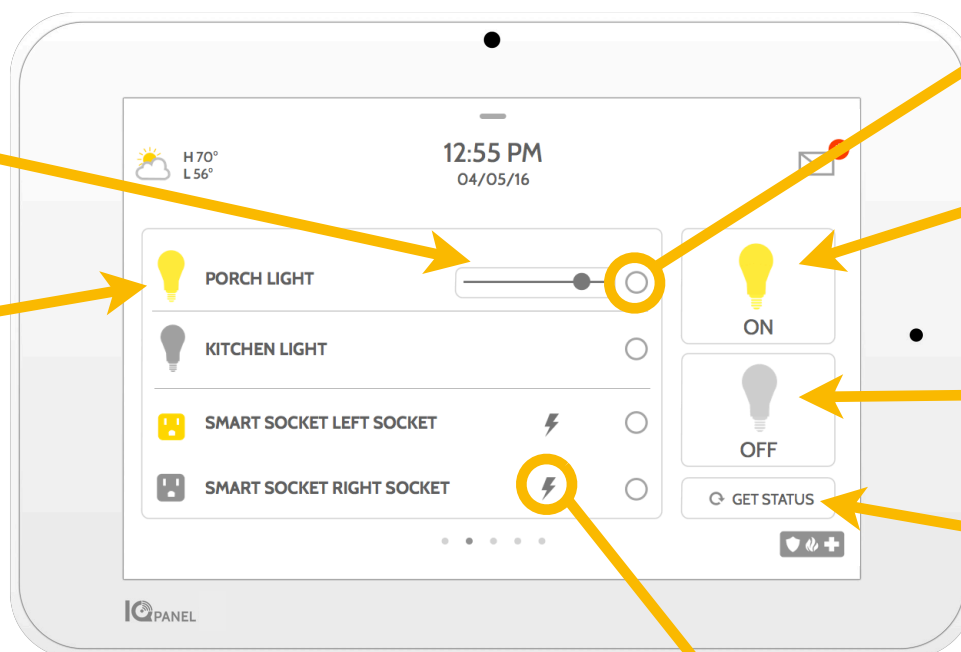 H 70°
L 56°
12:55 PM
04/05/16
PORCH LIGHT
KITCHEN LIGHT
SMART SOCKET LEFT SOCKET
SMART SOCKET RIGHT SOCKET
ON
OFF
GET STATUS
IQ PANEL